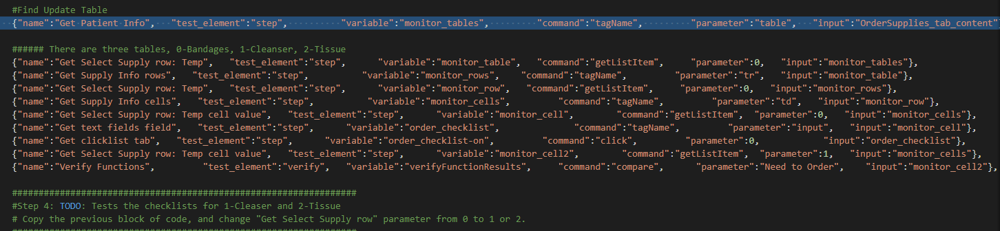 #Find Update Table
{"name":"Get Patient Info", "test_element":"step", "variable":"monitor_tables", "command":"tagName", "parameter":"table", "input":"OrderSupplies_tab_content"}
###### There are three tables, 0-Bandages, 1-Cleanser, 2-Tissue
{"name":"Get Select Supply row: Temp", "test_element":"step", "variable":"monitor_table", "command":"getListItem", "parameter":0, "input":"monitor_tables"},
{"name":"Get Supply Info rows", "test_element":"step", "variable":"monitor_rows", "command":"tagName", "parameter":"tr", "input":"monitor_table"},
{"name":"Get Select Supply row: Temp", "test_element":"step", "variable":"monitor_row", "command":"getListItem", "parameter":0, "input":"monitor_rows"},
{"name":"Get Supply Info cells", "test_element":"step", "variable":"monitor_cells", "command":"tagName", "parameter":"td", "input":"monitor_row"},
{"name":"Get Select Supply row: Temp cell value", "test_element":"step", "variable":"monitor_cell", "command":"getListItem", "parameter":0, "input":"monitor_cells"},
{"name":"Get text fields field", "test_element":"step", "variable":"order_checklist", "command":"tagName", "parameter":"input", "input":"monitor_cell"},
{"name":"Get clicklist tab", "test_element":"step", "variable":"order_checklist-on", "command":"click", "parameter":0, "input":"order_checklist"},
{"name":"Get Select Supply row: Temp cell value", "test_element":"step", "variable":"monitor_cell2", "command":"getListItem", "parameter":1, "input":"monitor_cells"},
{"name":"Verify Functions", "test_element":"verify", "variable":"verifyFunctionResults", "command":"compare", "parameter":"Need to Order", "input":"monitor_cell2"},
#################################################################
#Step 4: TODO: Tests the checklists for 1-Cleaser and 2-Tissue
# Copy the previous block of code, and change "Get Select Supply row" parameter from 0 to 1 or 2.
#################################################################